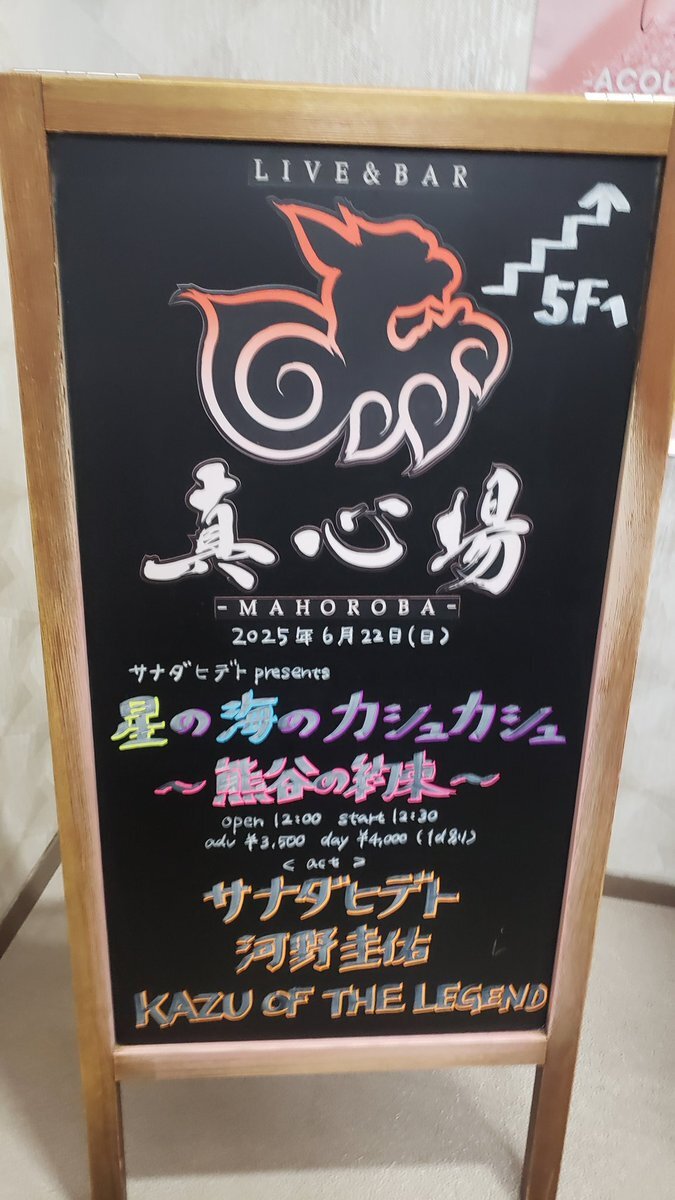 -ACOU
LIVE&BAR
5F
真心場
-MAHOROBA-
2025年6月22日(日)
サナダヒデト presents
星の海のカシュカシュ
～熊谷の約束～
open 12:00 start 12:30
adv ¥3,500 day ¥4,000 (1d別)
< act >
サナダヒデト
河野圭佑
KAZU OF THE LEGEND